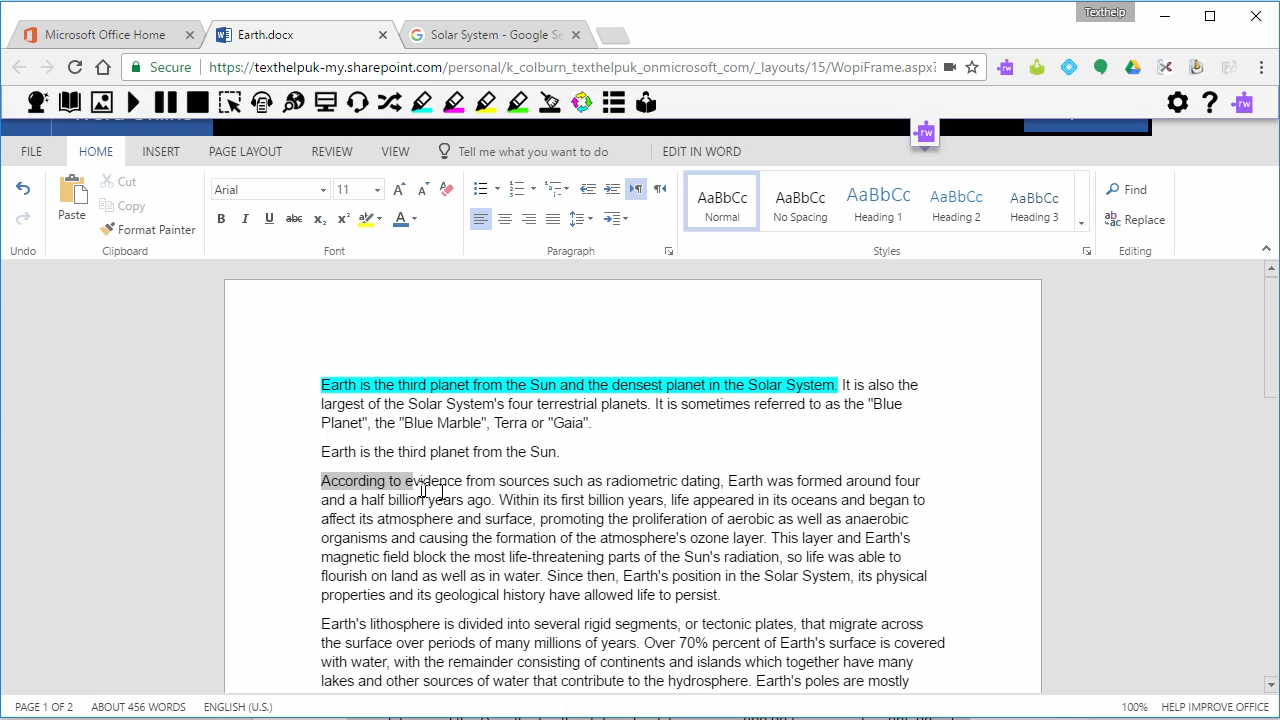 Texthelp
Microsoft Office Home
Earth.docx
Solar System - Google Se
Secure
https://texthelpuk-my.sharepoint.com/personal/k_colburn_texthelpuk_onmicrosoft.com/_layouts/15/WopiFrame.aspx?
rw
FILE HOME INSERT PAGE LAYOUT REVIEW VIEW Tell me what you want to do EDIT IN WORD
Paste
Cut
Copy
Format Painter
Arial 11
B I U abc x₂ x² A
AaBbCc Normal
AaBbCc No Spacing
AaBbCc Heading 1
AaBbCc Heading 2
AaBbCc Heading 3
Find
Replace
Undo Clipboard Font Paragraph Styles Editing
Earth is the third planet from the Sun and the densest planet in the Solar System. It is also the
largest of the Solar System's four terrestrial planets. It is sometimes referred to as the "Blue
Planet", the "Blue Marble", Terra or "Gaia".
Earth is the third planet from the Sun.
According to evidence from sources such as radiometric dating, Earth was formed around four
and a half billion years ago. Within its first billion years, life appeared in its oceans and began to
affect its atmosphere and surface, promoting the proliferation of aerobic as well as anaerobic
organisms and causing the formation of the atmosphere's ozone layer. This layer and Earth's
magnetic field block the most life-threatening parts of the Sun's radiation, so life was able to
flourish on land as well as in water. Since then, Earth's position in the Solar System, its physical
properties and its geological history have allowed life to persist.
Earth's lithosphere is divided into several rigid segments, or tectonic plates, that migrate across
the surface over periods of many millions of years. Over 70% percent of Earth's surface is covered
with water, with the remainder consisting of continents and islands which together have many
lakes and other sources of water that contribute to the hydrosphere. Earth's poles are mostly
PAGE 1 OF 2 ABOUT 456 WORDS ENGLISH (U.S.) 100% HELP IMPROVE OFFICE